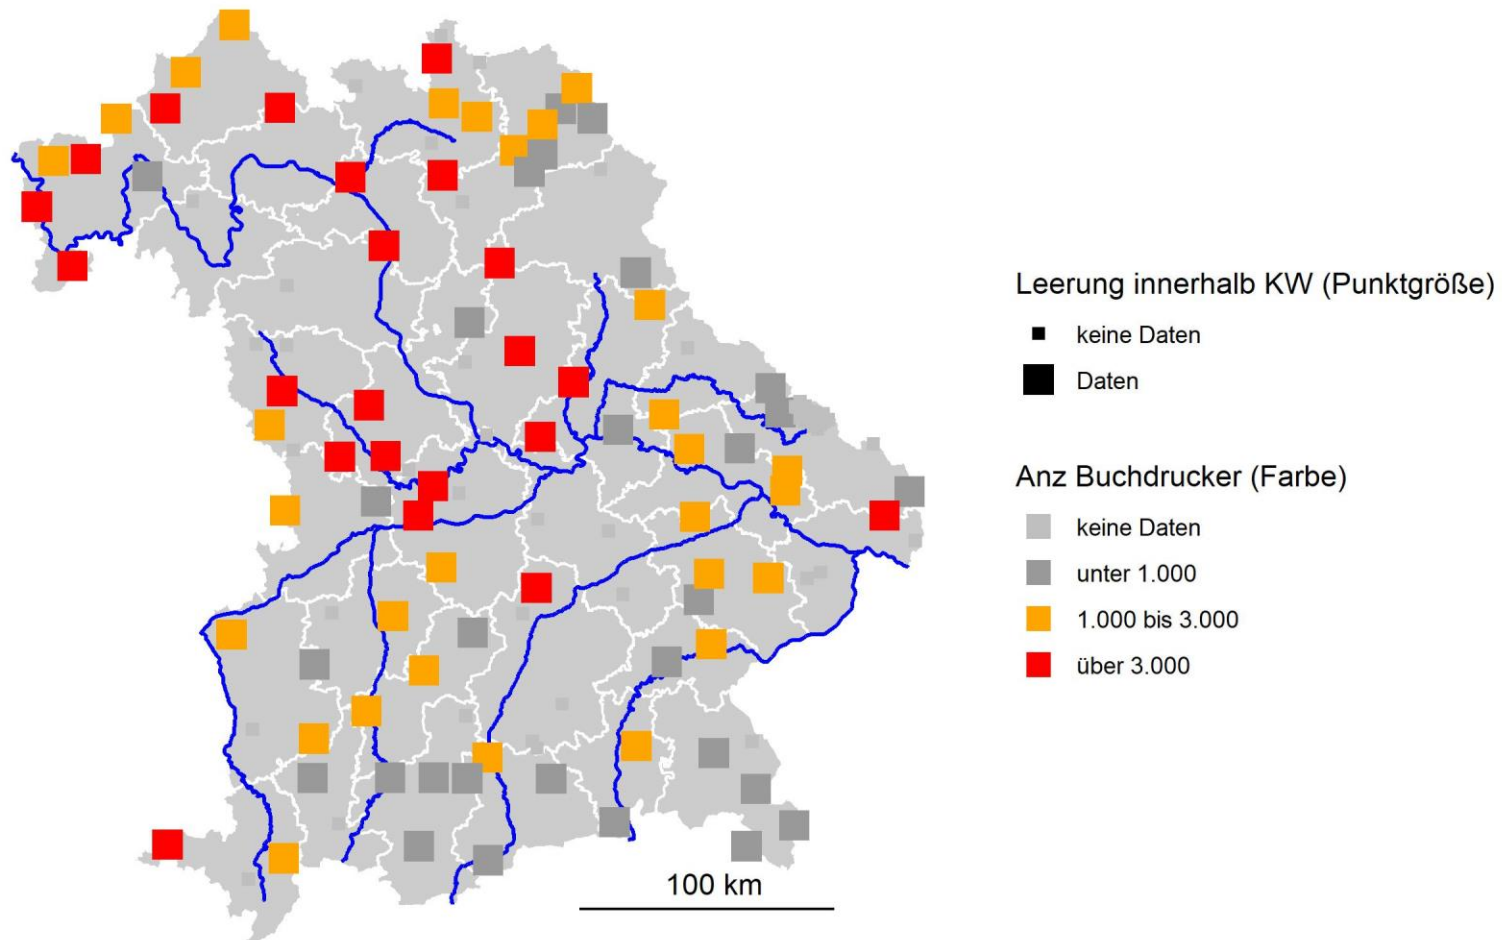 Leerung innerhalb KW (Punktgröße)
keine Daten
Daten
Anz Buchdrucker (Farbe)
keine Daten
unter 1.000
1.000 bis 3.000
über 3.000
100 km